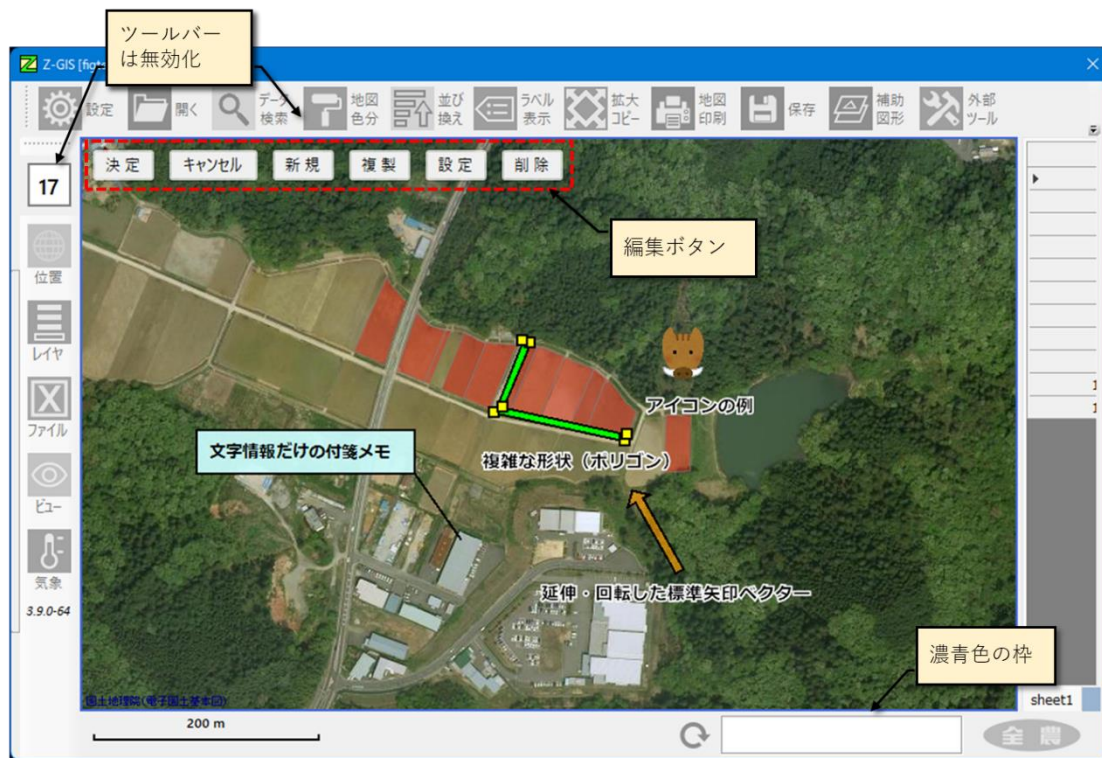 ツールバー
は無効化
Z-GIS [figt
設定
開く
データ
検索
地図
色分
並び
換え
ラベル
表示
拡大
コピー
地図
印刷
保存
補助
図形
外部
ツール
17
決定 キャンセル 新規 複製 設定 削除
編集ボタン
位置
レイヤ
ファイル
ビュー
気象
3.9.0-64
アイコンの例
文字情報だけの付箋メモ
複雑な形状（ポリゴン）
延伸・回転した標準矢印ベクター
濃青色の枠
1
1
国土地理院(電子国土基本図)
sheet1
200 m
全農